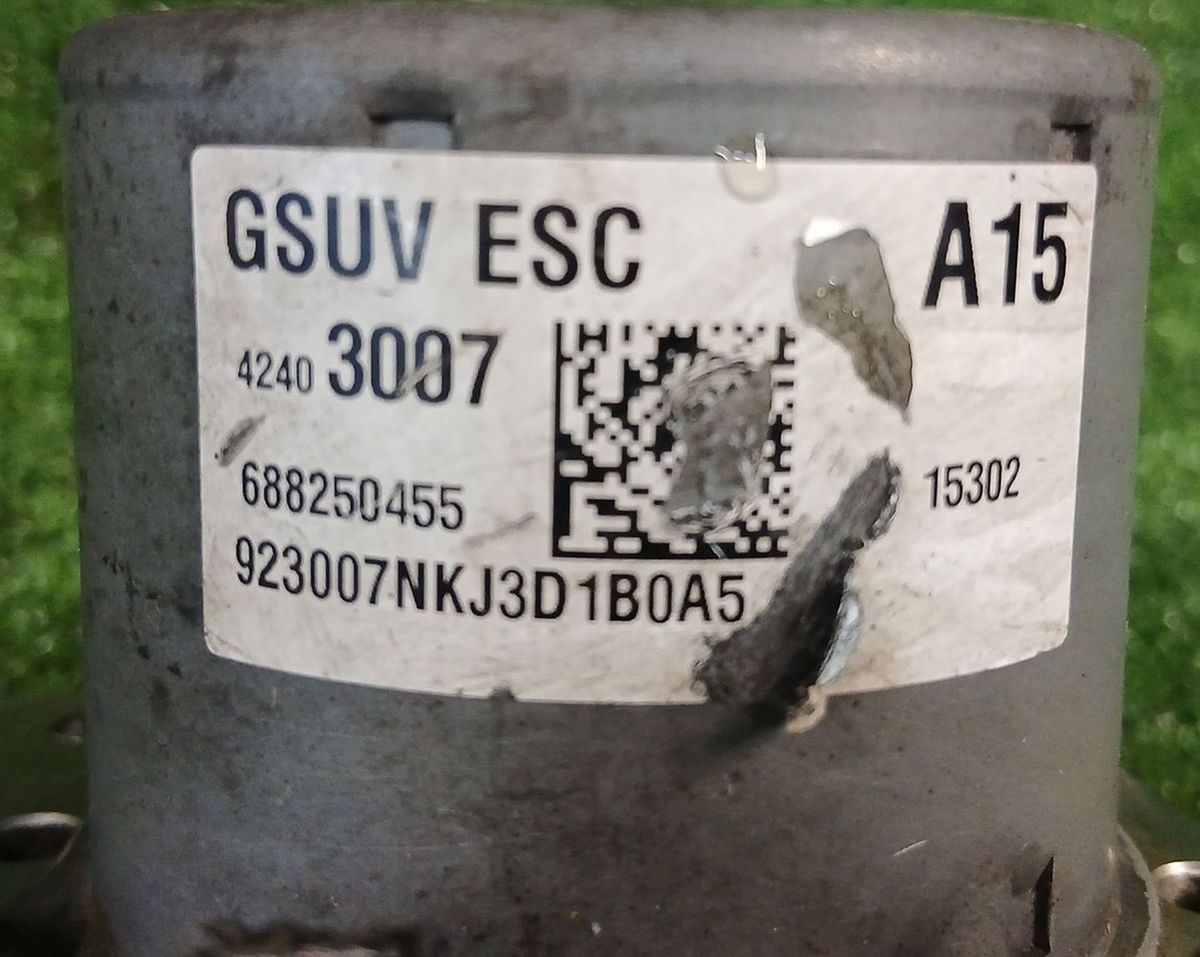 GSUV ESC A15
4240 3007
688250455 15302
923007NKJ3D1B0A5